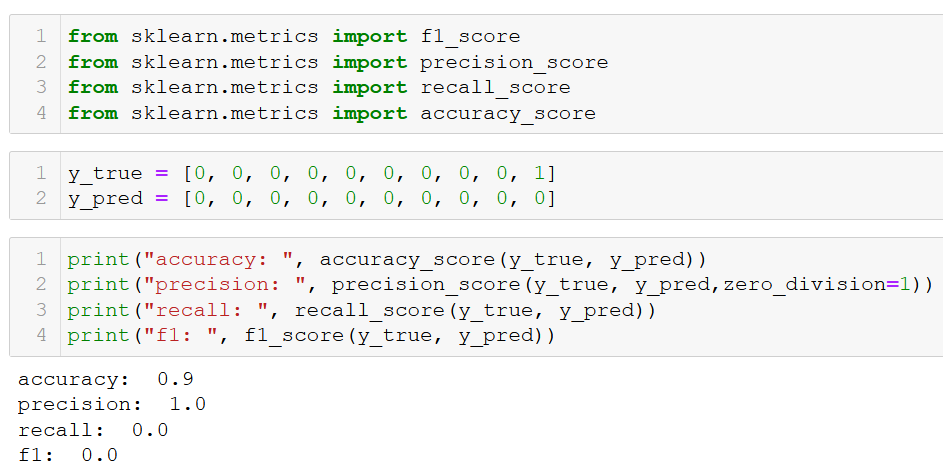 1 from sklearn.metrics import f1_score
2 from sklearn.metrics import precision_score
3 from sklearn.metrics import recall_score
4 from sklearn.metrics import accuracy_score
1 y_true = [0, 0, 0, 0, 0, 0, 0, 0, 0, 1]
2 y_pred = [0, 0, 0, 0, 0, 0, 0, 0, 0, 0]
1 print("accuracy: ", accuracy_score(y_true, y_pred))
2 print("precision: ", precision_score(y_true, y_pred,zero_division=1))
3 print("recall: ", recall_score(y_true, y_pred))
4 print("f1: ", f1_score(y_true, y_pred))
accuracy:  0.9
precision:  1.0
recall:  0.0
f1:  0.0